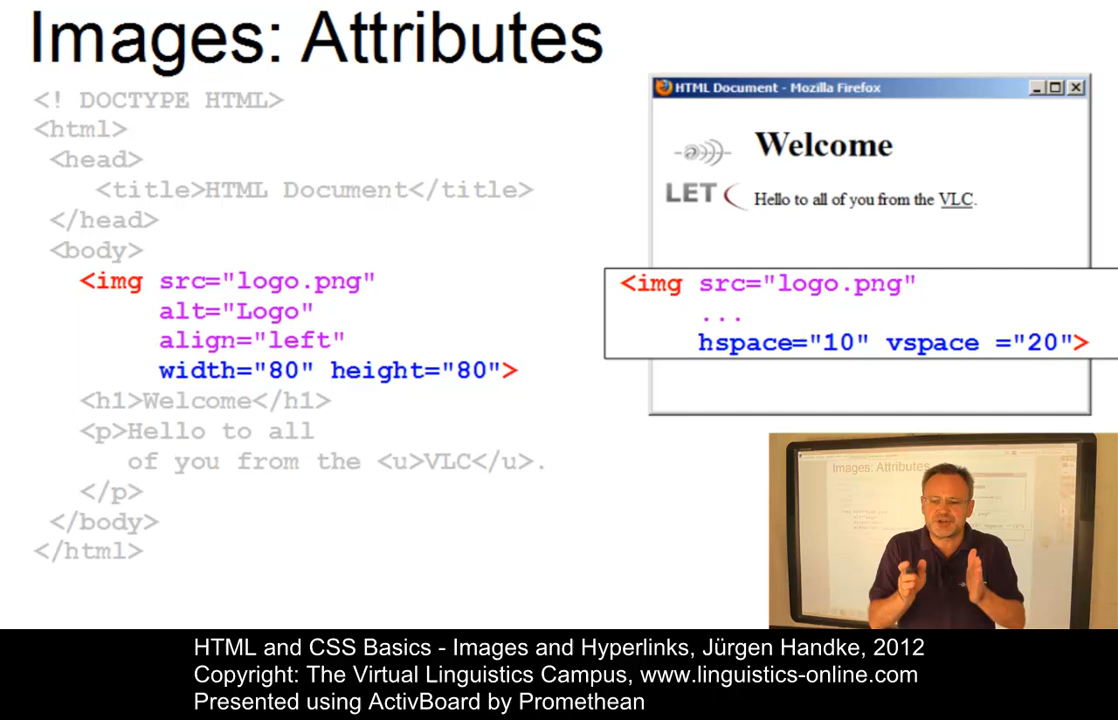 Images: Attributes
<! DOCTYPE HTML>
<html>
<head>
<title>HTML Document</title>
</head>
<body>
<img src="logo.png"
alt="Logo"
align="left"
width="80" height="80">
<h1>Welcome</h1>
<p>Hello to all
of you from the <u>VLC</u>.
</p>
</body>
</html>
HTML Document - Mozilla Firefox
Welcome
LET
Hello to all of you from the VLC.
<img src="logo.png"
...
hspace="10" vspace ="20">
Images: Attributes
HTML and CSS Basics - Images and Hyperlinks, Jürgen Handke, 2012
Copyright: The Virtual Linguistics Campus, www.linguistics-online.com
Presented using ActivBoard by Promethean